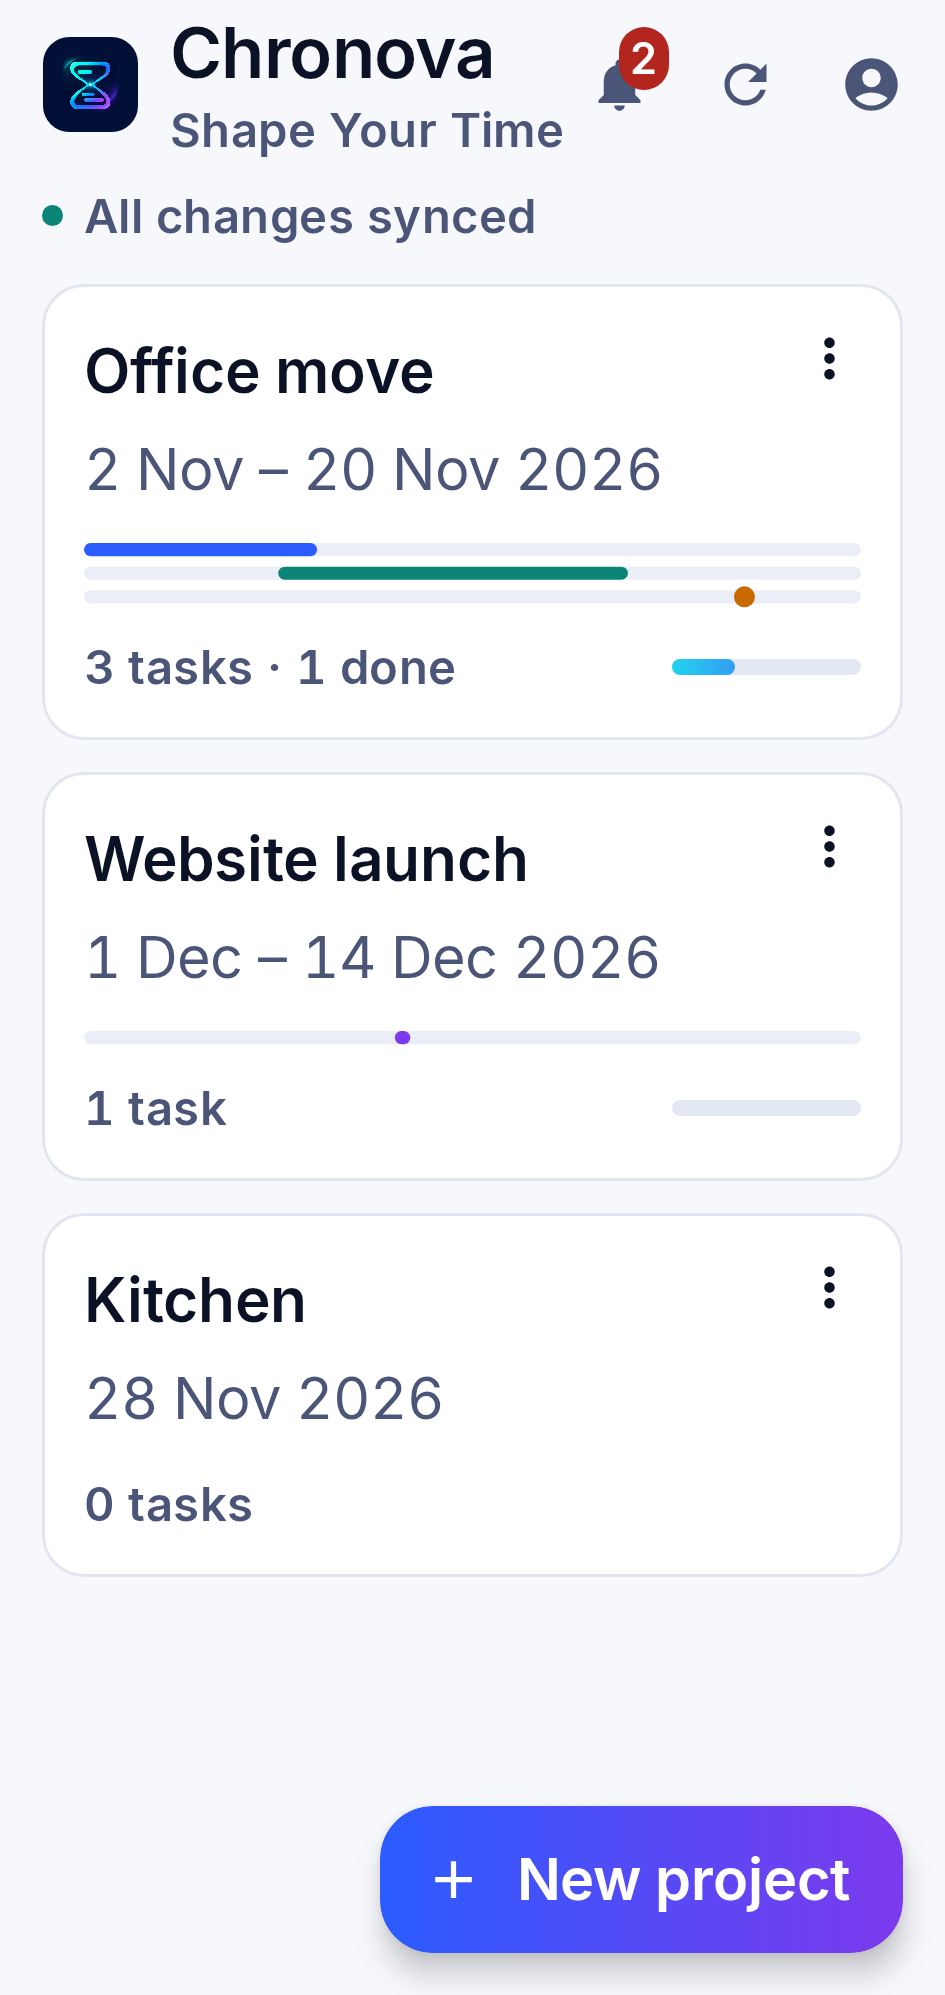 Chronova
2
Shape Your Time
All changes synced
Office move
2 Nov – 20 Nov 2026
3 tasks · 1 done
Website launch
1 Dec – 14 Dec 2026
1 task
Kitchen
28 Nov 2026
0 tasks
+ New project